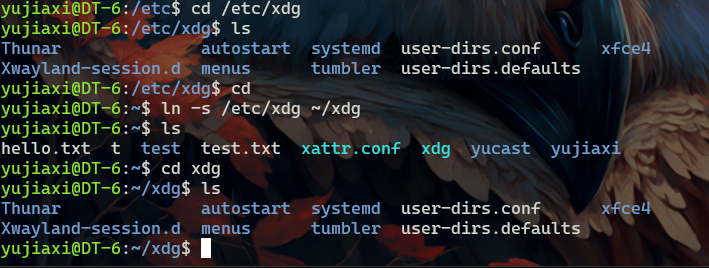 yujiaxi@DT-6:/etc$ cd /etc/xdg
yujiaxi@DT-6:/etc/xdg$ ls
Thunar autostart systemd user-dirs.conf xfce4
Xwayland-session.d menus tumbler user-dirs.defaults
yujiaxi@DT-6:/etc/xdg$ cd
yujiaxi@DT-6:~$ ln -s /etc/xdg ~/xdg
yujiaxi@DT-6:~$ ls
hello.txt t test test.txt xattr.conf xdg yucast yujiaxi
yujiaxi@DT-6:~$ cd xdg
yujiaxi@DT-6:~/xdg$ ls
Thunar autostart systemd user-dirs.conf xfce4
Xwayland-session.d menus tumbler user-dirs.defaults
yujiaxi@DT-6:~/xdg$